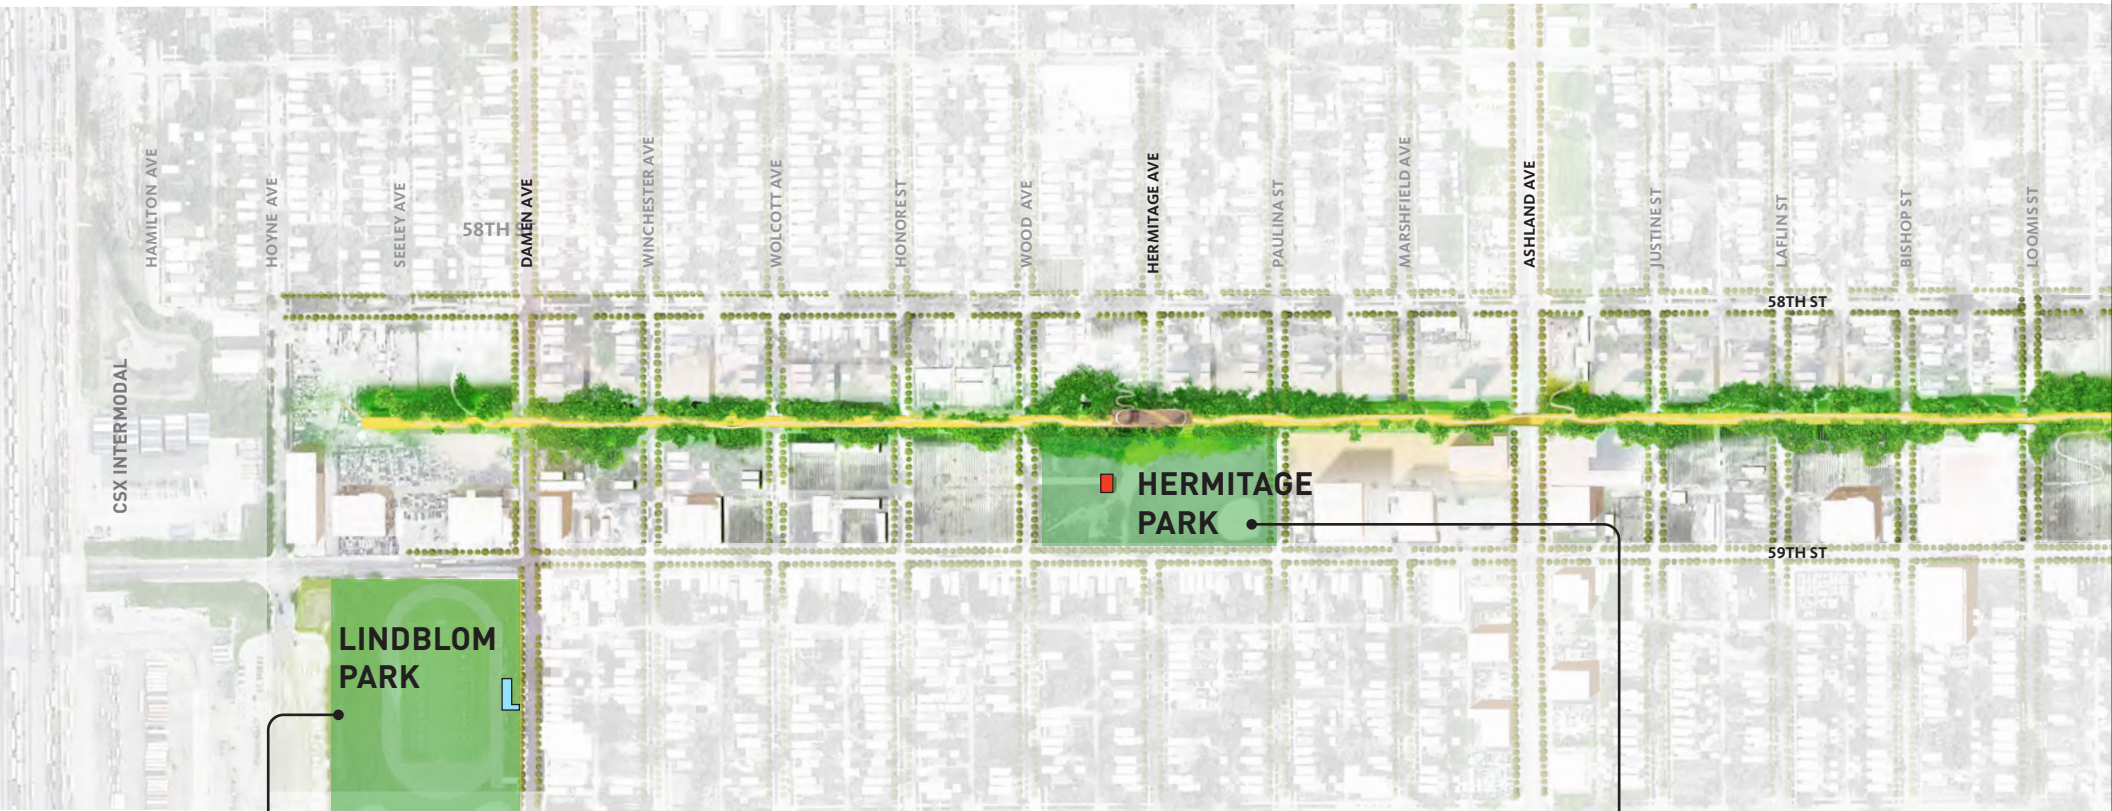 HAMILTON AVE
HOYNE AVE
SEELEY AVE
58TH S
DAMEN AVE
WINCHESTER AVE
WOLCOTT AVE
HONORE ST
WOOD AVE
HERMITAGE AVE
PAULINA ST
MARSHFIELD AVE
ASHLAND AVE
JUSTINE ST
LAFLIN ST
BISHOP ST
LOOMIS ST
58TH ST
CSX INTERMODAL
HERMITAGE
PARK
59TH ST
LINDBLOM
PARK